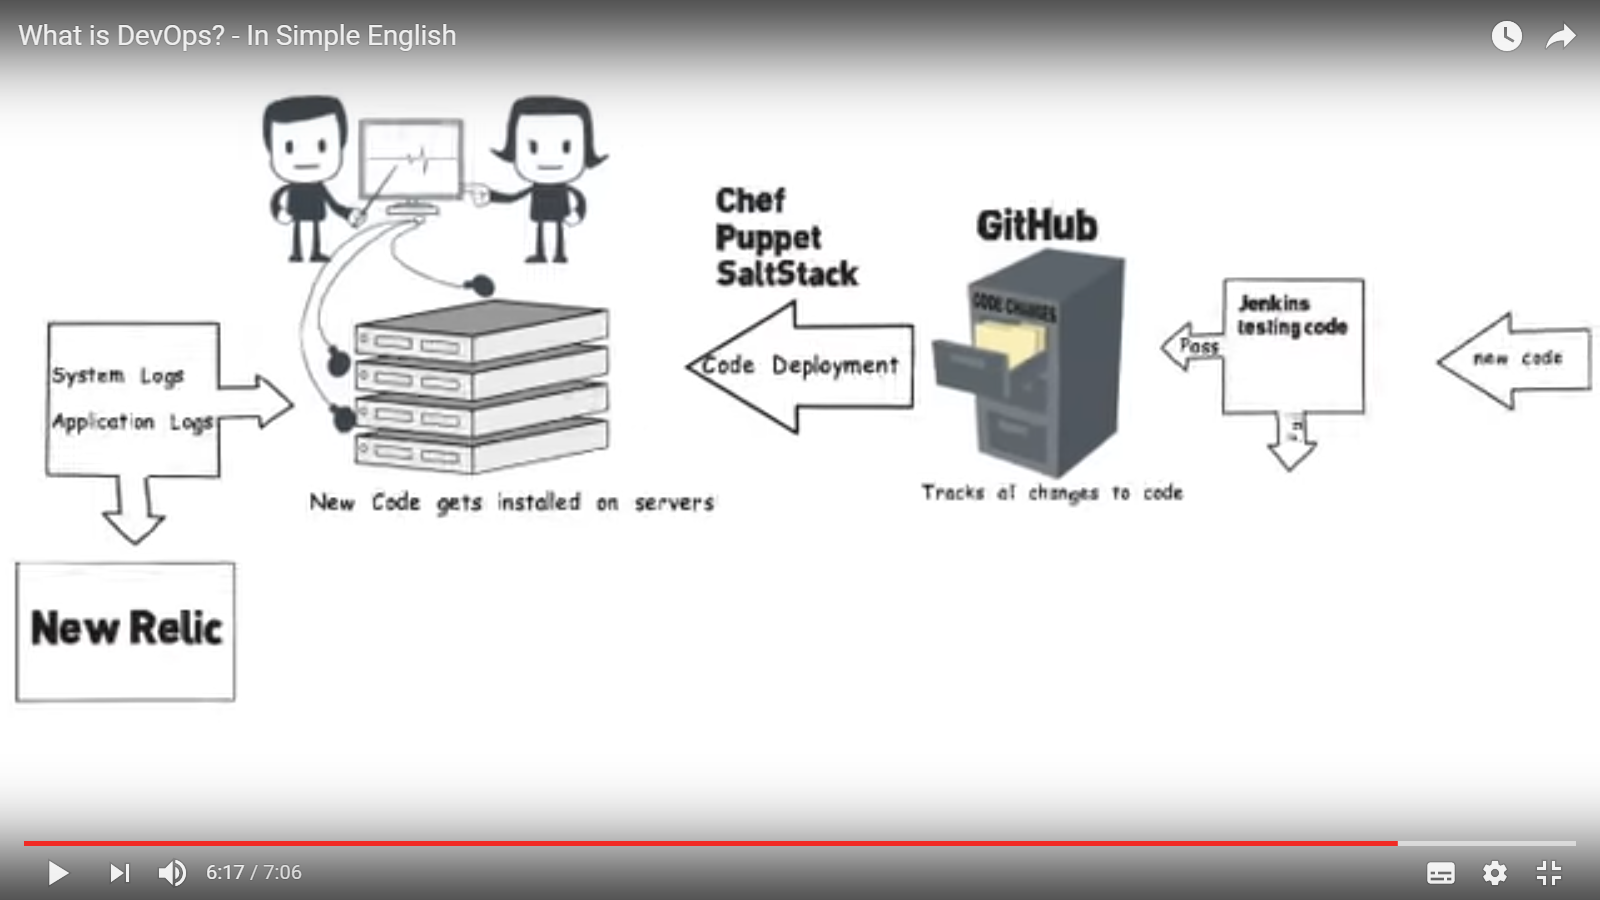 What is DevOps? - In Simple English
Chef
Puppet
SaltStack
GitHub
CODE CHANGES
Jenkins
testing code
Pass
new code
Code Deployment
System Logs
Application Logs
New Code gets installed on servers
Tracks al changes to code
New Relic
6:17 / 7:06